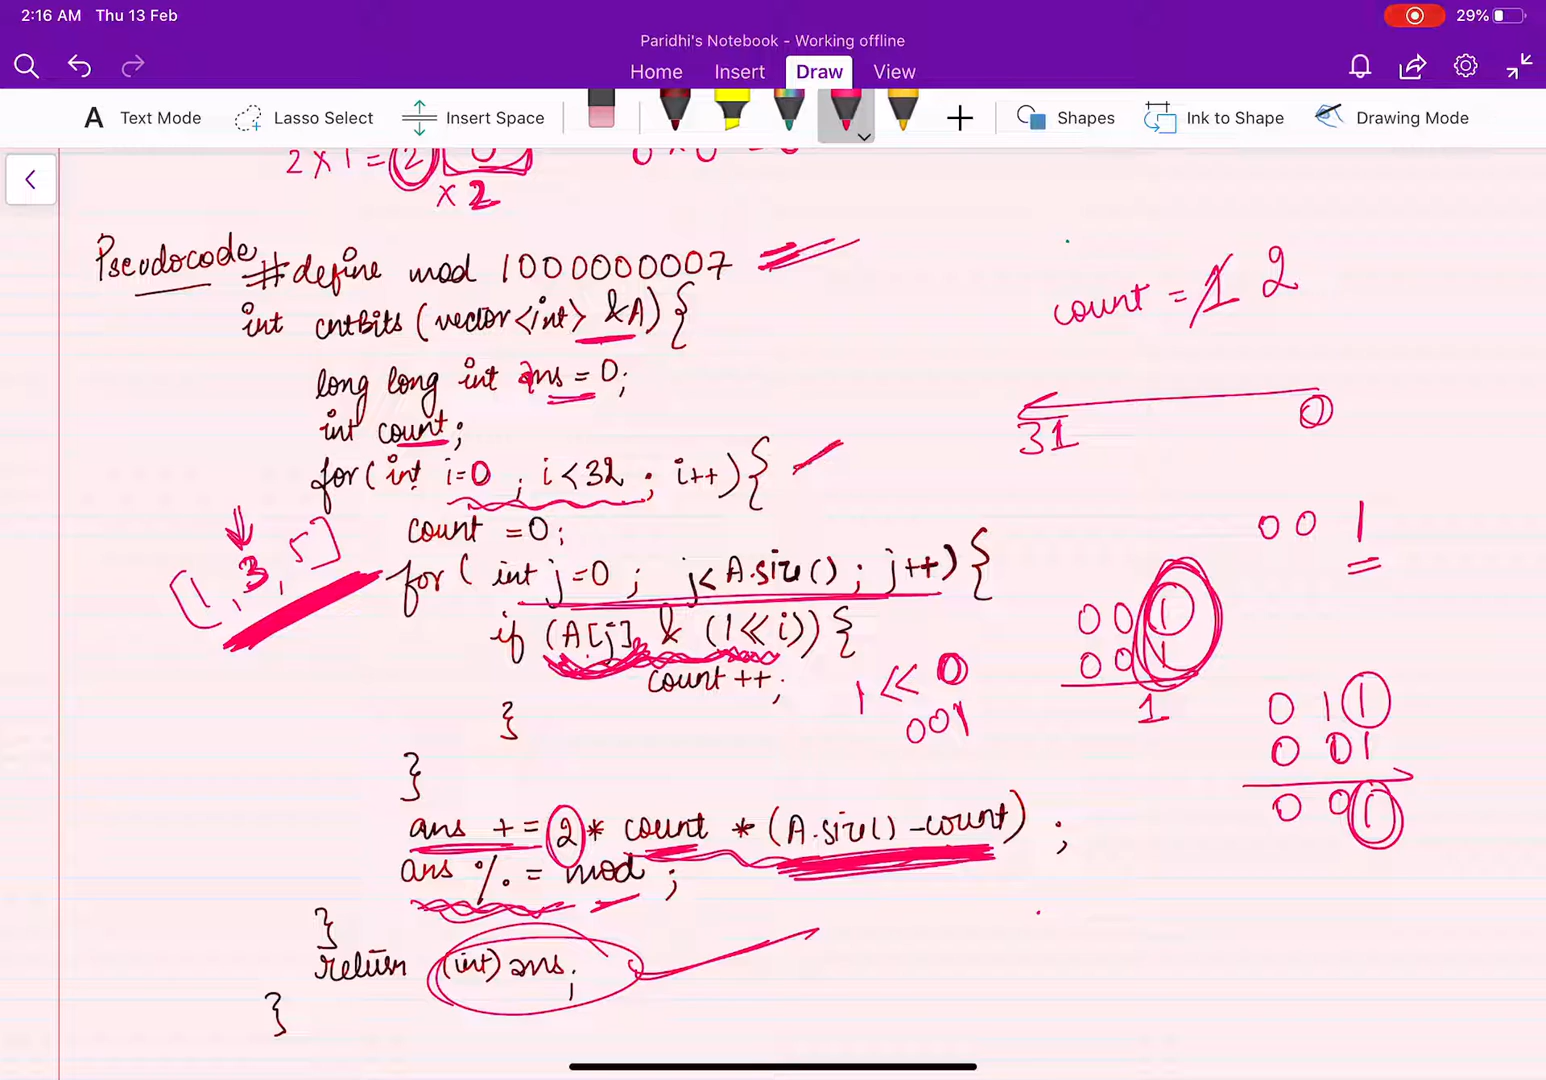 2:16 AM Thu 13 Feb
29%
Paridhi's Notebook - Working offline
Home Insert Draw View
A Text Mode Lasso Select Insert Space Shapes Ink to Shape Drawing Mode
2 x 1 = 2 0
0 x 0 = 0
x 2
Pseudocode #define mod 1000000007
int cntBits (vector<int> &A) {
long long int ans = 0;
int count;
for( int i=0 ; i<32 ; i++) {
count =0;
for ( int j=0 ; j< A.size() ; j++) {
if (A[j] & (1<<i)) {
count ++;
}
}
ans += 2* count * (A.size() -count) ;
ans %. = mod ;
}
return (int) ans;
}
[1, 3, 5]
count = 1 2
31 0
0 0 1
0 0 1
0 0 1
1
1 << 0
001
0 1 1
0 0 1
0 0 1